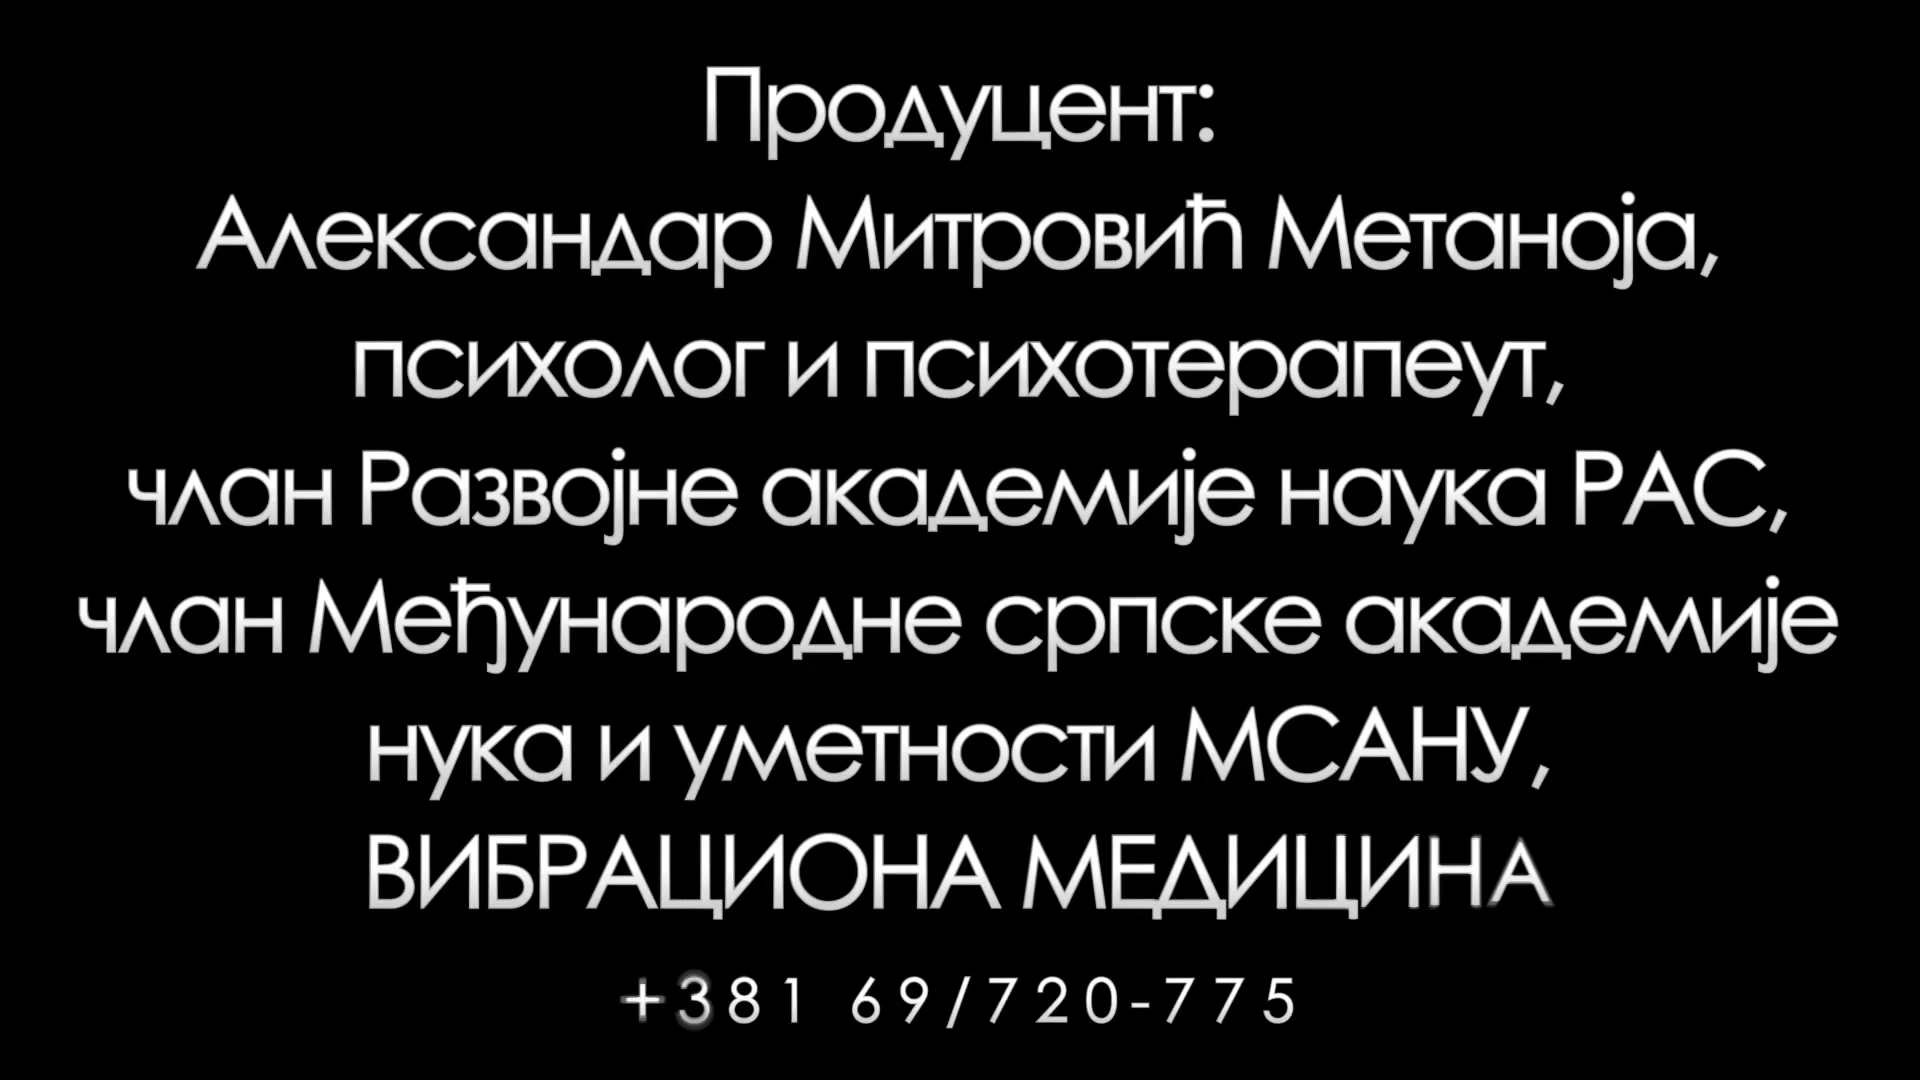 Продуцент:
Александар Митровић Метаноја,
психолог и психотерапеут,
члан Развојне академије наука РАС,
члан Међународне српске академије
нука и уметности МСАНУ,
ВИБРАЦИОНА МЕДИЦИНА
+381 69/720-775